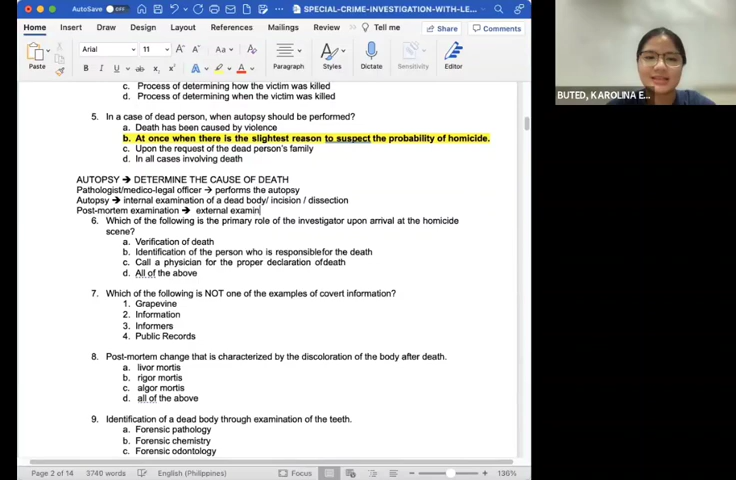 AutoSave OFF
SPECIAL-CRIME-INVESTIGATION-WITH-LE...
Home Insert Draw Design Layout References Mailings Review >> Tell me Share Comments
Paste Arial 11 Paragraph Styles Dictate Sensitivity Editor
BUTED, KAROLINA E...
c. Process of determining how the victim was killed
d. Process of determining when the victim was killed
5. In a case of dead person, when autopsy should be performed?
a. Death has been caused by violence
b. At once when there is the slightest reason to suspect the probability of homicide.
c. Upon the request of the dead person's family
d. In all cases involving death
AUTOPSY → DETERMINE THE CAUSE OF DEATH
Pathologist/medico-legal officer → performs the autopsy
Autopsy → internal examination of a dead body/ incision / dissection
Post-mortem examination → external examin
6. Which of the following is the primary role of the investigator upon arrival at the homicide
scene?
a. Verification of death
b. Identification of the person who is responsiblefor the death
c. Call a physician for the proper declaration ofdeath
d. All of the above
7. Which of the following is NOT one of the examples of covert information?
1. Grapevine
2. Information
3. Informers
4. Public Records
8. Post-mortem change that is characterized by the discoloration of the body after death.
a. livor mortis
b. rigor mortis
c. algor mortis
d. all of the above
9. Identification of a dead body through examination of the teeth.
a. Forensic pathology
b. Forensic chemistry
c. Forensic odontology
Page 2 of 14 3740 words English (Philippines) Focus 136%